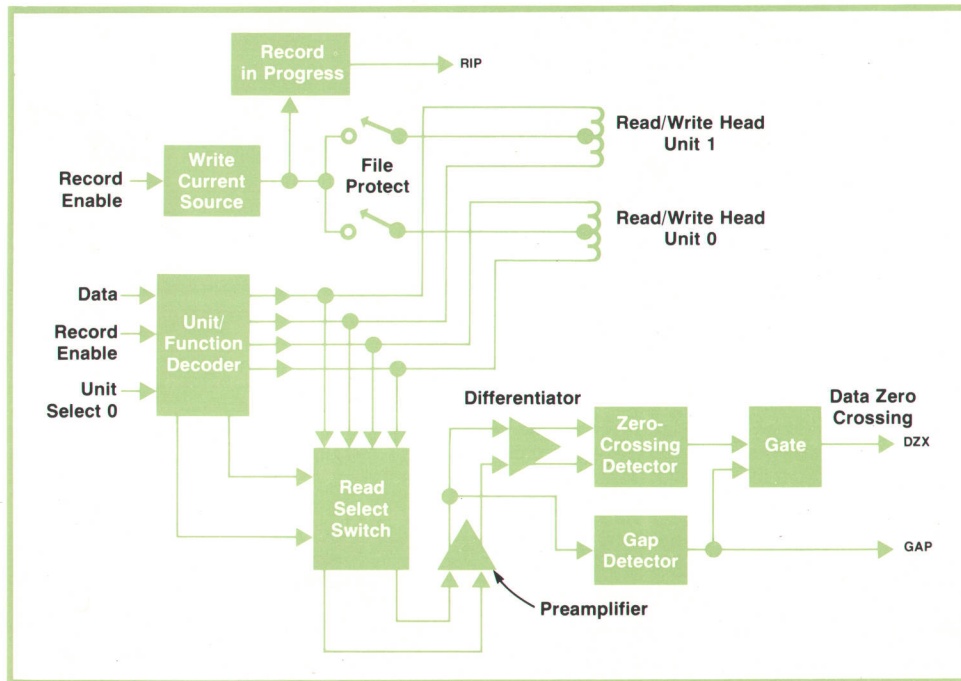 Record
in Progress
RIP
Read/Write Head
Unit 1
Write
Current
Source
File
Protect
Record
Enable
Read/Write Head
Unit 0
Data
Record
Enable
Unit
Select 0
Unit/
Function
Decoder
Differentiator
Data Zero
Crossing
Zero-
Crossing
Detector
Gate
DZX
Read
Select
Switch
Gap
Detector
GAP
Preamplifier